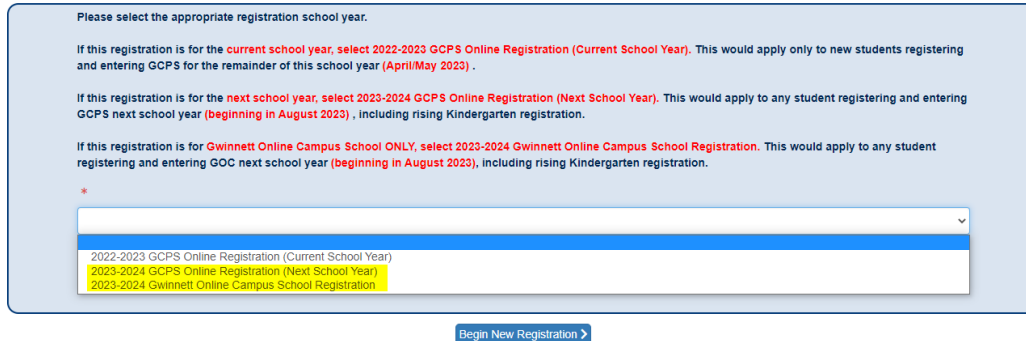 Please select the appropriate registration school year.
If this registration is for the current school year, select 2022-2023 GCPS Online Registration (Current School Year). This would apply only to new students registering
and entering GCPS for the remainder of this school year (April/May 2023) .
If this registration is for the next school year, select 2023-2024 GCPS Online Registration (Next School Year). This would apply to any student registering and entering
GCPS next school year (beginning in August 2023) , including rising Kindergarten registration.
If this registration is for Gwinnett Online Campus School ONLY, select 2023-2024 Gwinnett Online Campus School Registration. This would apply to any student
registering and entering GOC next school year (beginning in August 2023), including rising Kindergarten registration.
*
2022-2023 GCPS Online Registration (Current School Year)
2023-2024 GCPS Online Registration (Next School Year)
2023-2024 Gwinnett Online Campus School Registration
Begin New Registration >